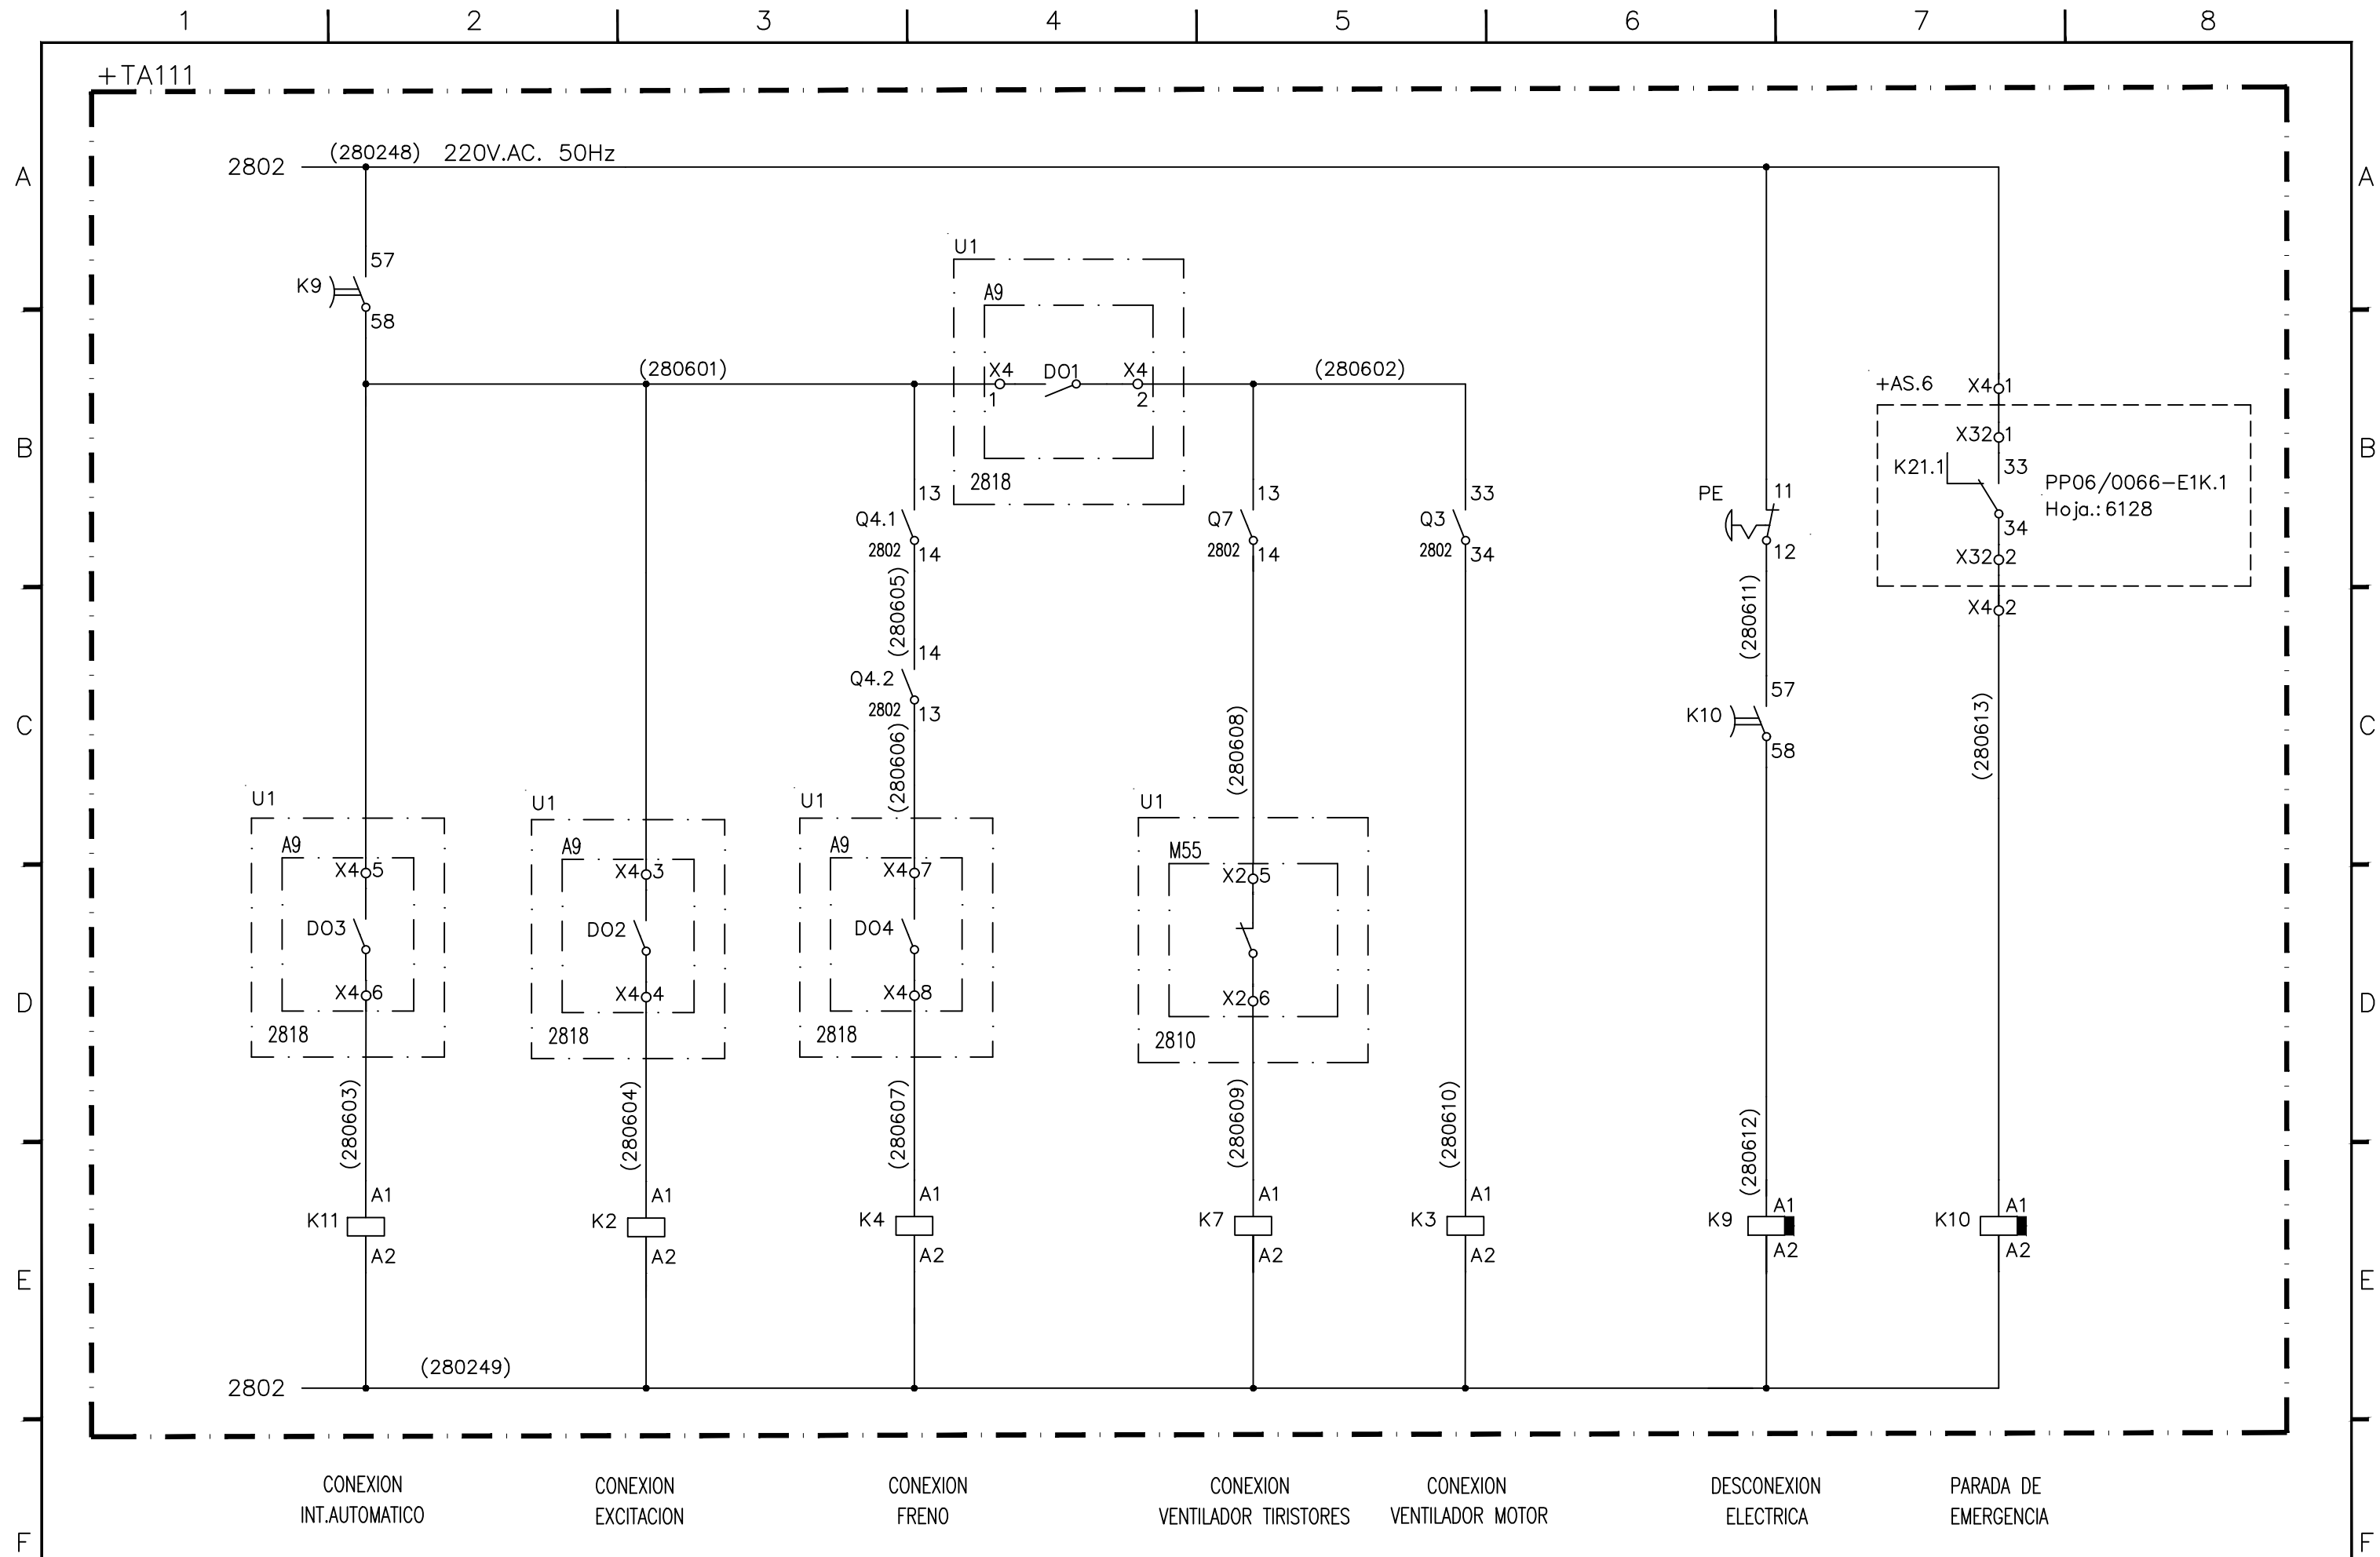 1 2 3 4 5 6 7 8
+TA111
A A
2802 (280248) 220V.AC. 50Hz
57
K9
58
U1
A9
X4 DO1 X4
1 2
2818
(280601)
(280602)
+AS.6 X4 1
X32 1
K21.1 33
PP06/0066-E1K.1
Hoja.:6128
34
X32 2
X4 2
B B
13
Q4.1
2802 14
(280605)
14
Q4.2
2802 13
(280606)
13
Q7
2802 14
(280608)
33
Q3
2802 34
PE 11
12
(280611)
57
K10
58
(280613)
C C
U1
A9
X4 5
DO3
X4 6
2818
(280603)
U1
A9
X4 3
DO2
X4 4
2818
(280604)
U1
A9
X4 7
DO4
X4 8
2818
(280607)
U1
M55
X2 5
X2 6
2810
(280609)
(280610)
(280612)
D D
A1
K11
A2
A1
K2
A2
A1
K4
A2
A1
K7
A2
A1
K3
A2
A1
K9
A2
A1
K10
A2
E E
2802 (280249)
CONEXION
INT.AUTOMATICO
CONEXION
EXCITACION
CONEXION
FRENO
CONEXION
VENTILADOR TIRISTORES
CONEXION
VENTILADOR MOTOR
DESCONEXION
ELECTRICA
PARADA DE
EMERGENCIA
F F